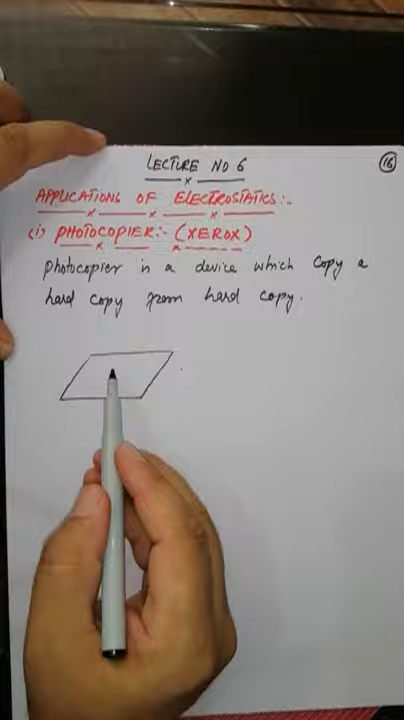 LECTURE NO 6
16
APPLICATIONS OF ELECTROSTATICS:-
(i) PHOTOCOPIER:- (XEROX)
photocopier is a device which copy a
hard copy from hard copy.